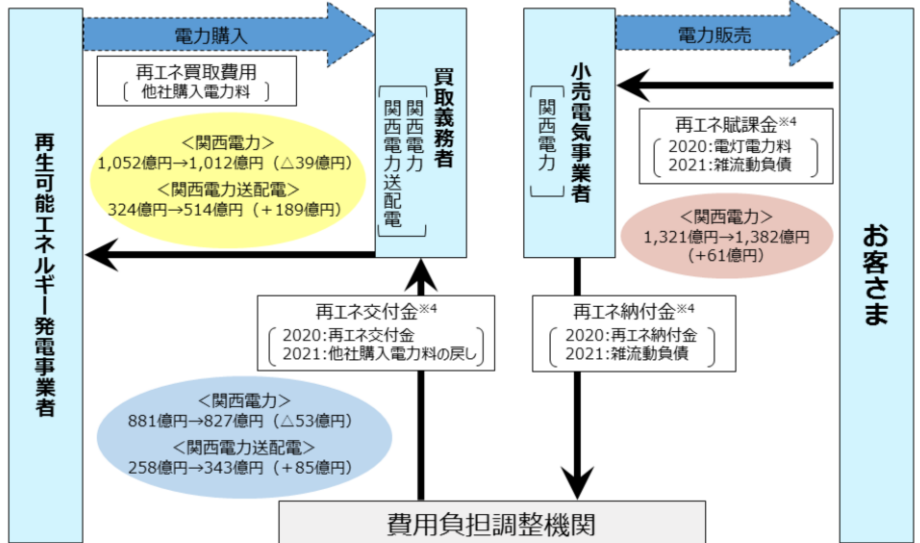 電力購入
電力販売
再エネ買取費用
〔 他社購入電力料 〕
<関西電力>
1,052億円→1,012億円（△39億円）
<関西電力送配電>
324億円→514億円（+189億円）
再生可能エネルギー発電事業者
買取義務者
〔関西電力
関西電力送配電〕
小売電気事業者
〔関西電力 〕
再エネ賦課金※4
2020:電灯電力料
2021:雑流動負債
<関西電力>
1,321億円→1,382億円
（+61億円）
お客さま
再エネ交付金※4
2020:再エネ交付金
2021:他社購入電力料の戻し
再エネ納付金※4
2020:再エネ納付金
2021:雑流動負債
<関西電力>
881億円→827億円（△53億円）
<関西電力送配電>
258億円→343億円（+85億円）
費用負担調整機関